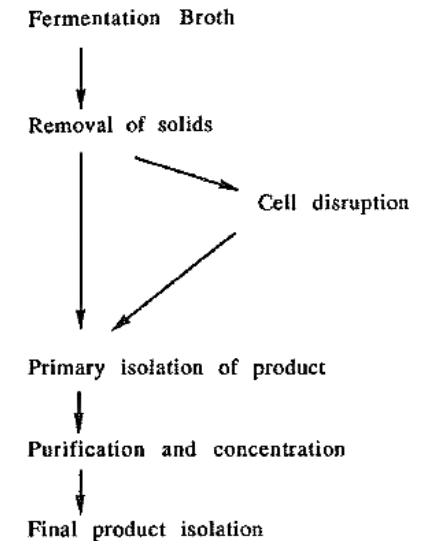 Fermentation Broth
Removal of solids
Cell disruption
Primary isolation of product
Purification and concentration
Final product isolation